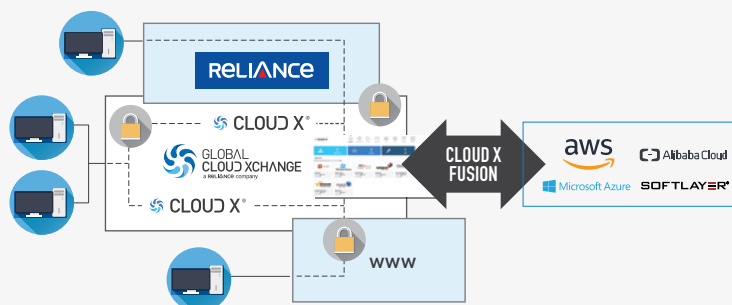 RELIANCE
CLOUD X®
GLOBAL
CLOUD XCHANGE
a RELIANCE company
CLOUD X®
CLOUD X
FUSION
aws
Alibaba Cloud
Microsoft Azure
SOFTLAYER®
www